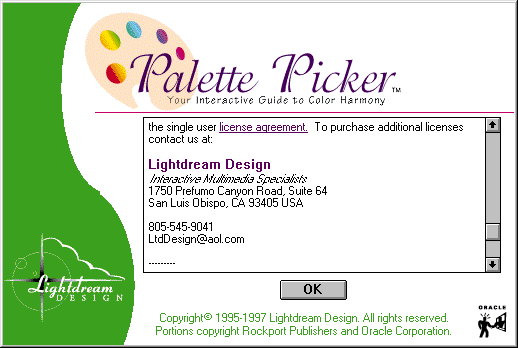 Palette Picker™
Your Interactive Guide to Color Harmony
the single user license agreement. To purchase additional licenses
contact us at:
Lightdream Design
Interactive Multimedia Specialists
1750 Prefumo Canyon Road, Suite 64
San Luis Obispo, CA 93405 USA
805-545-9041
LtdDesign@aol.com
---------
Lightdream
DESIGN
OK
ORACLE
Copyright© 1995-1997 Lightdream Design. All rights reserved.
Portions copyright Rockport Publishers and Oracle Corporation.